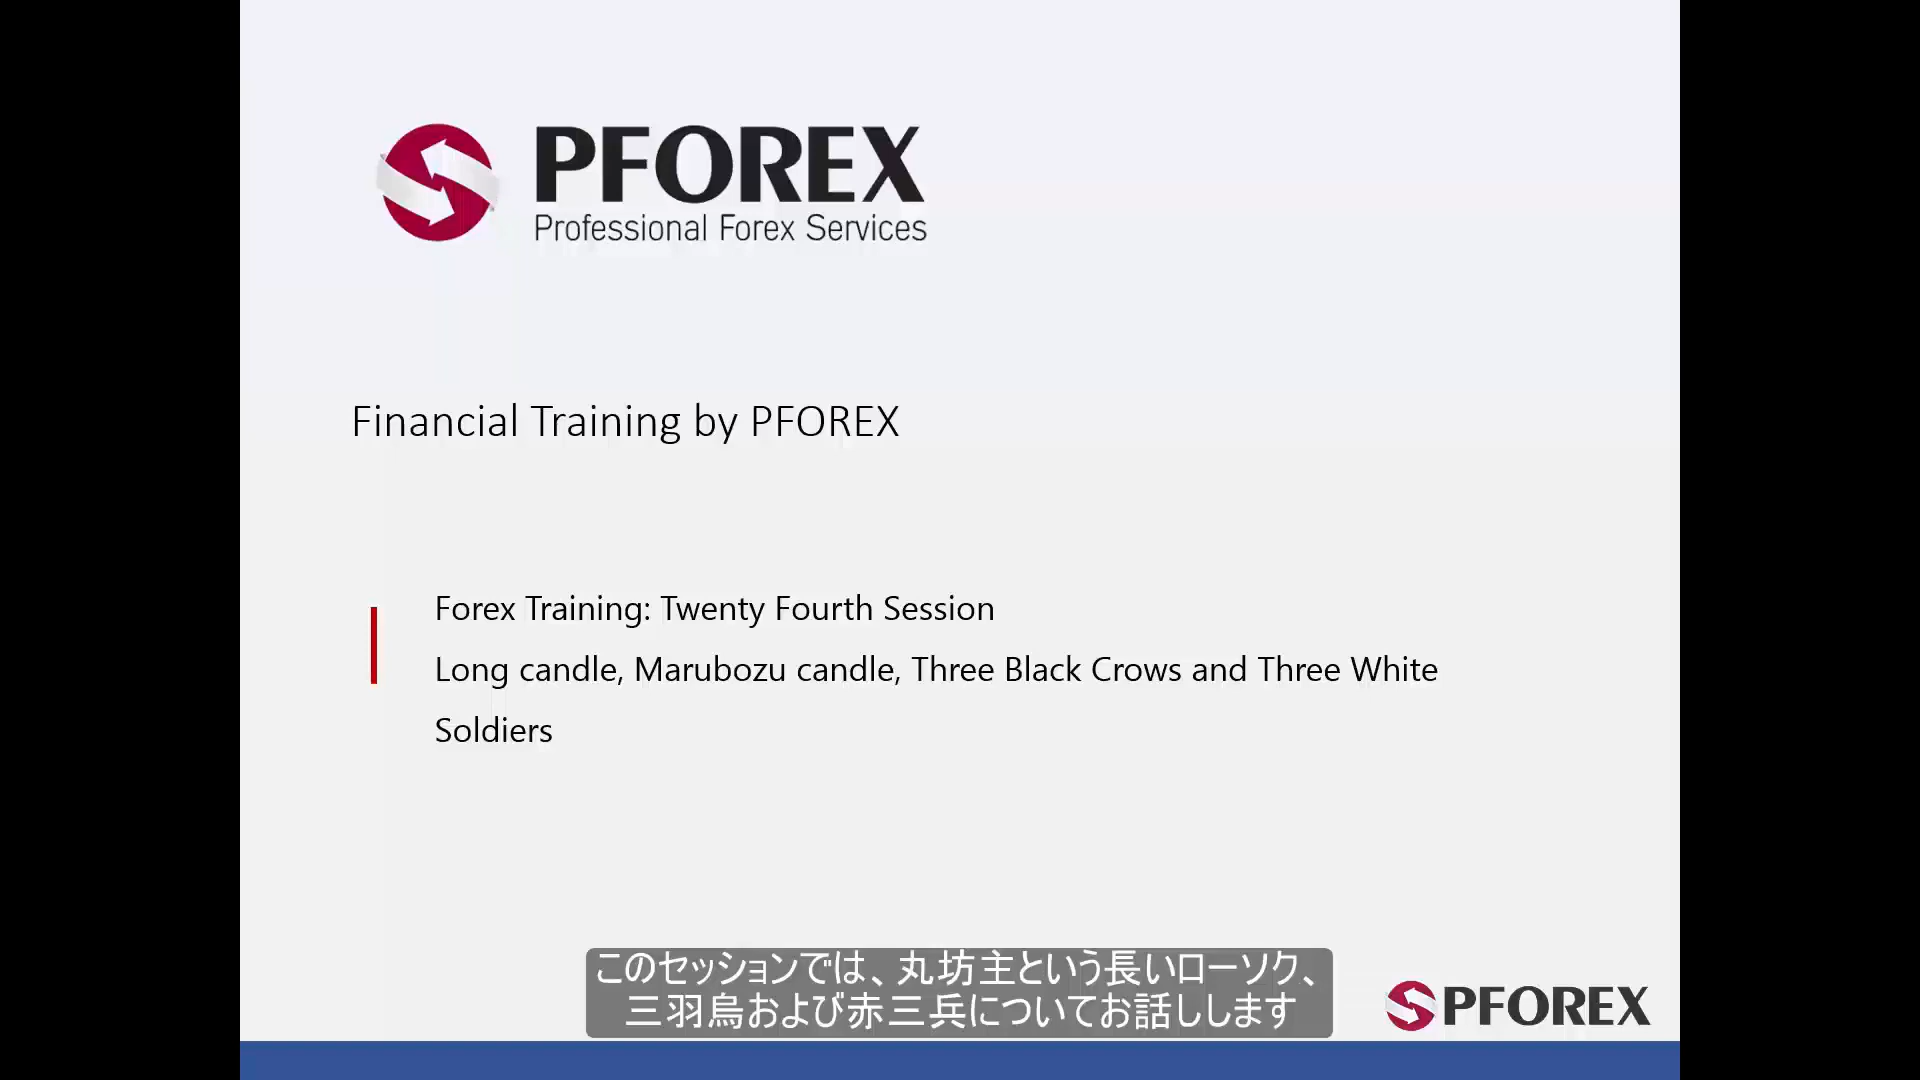 PFOREX
Professional Forex Services
Financial Training by PFOREX
Forex Training: Twenty Fourth Session
Long candle, Marubozu candle, Three Black Crows and Three White
Soldiers
このセッションでは、丸坊主という長いローソク、
三羽烏および赤三兵についてお話しします
PFOREX